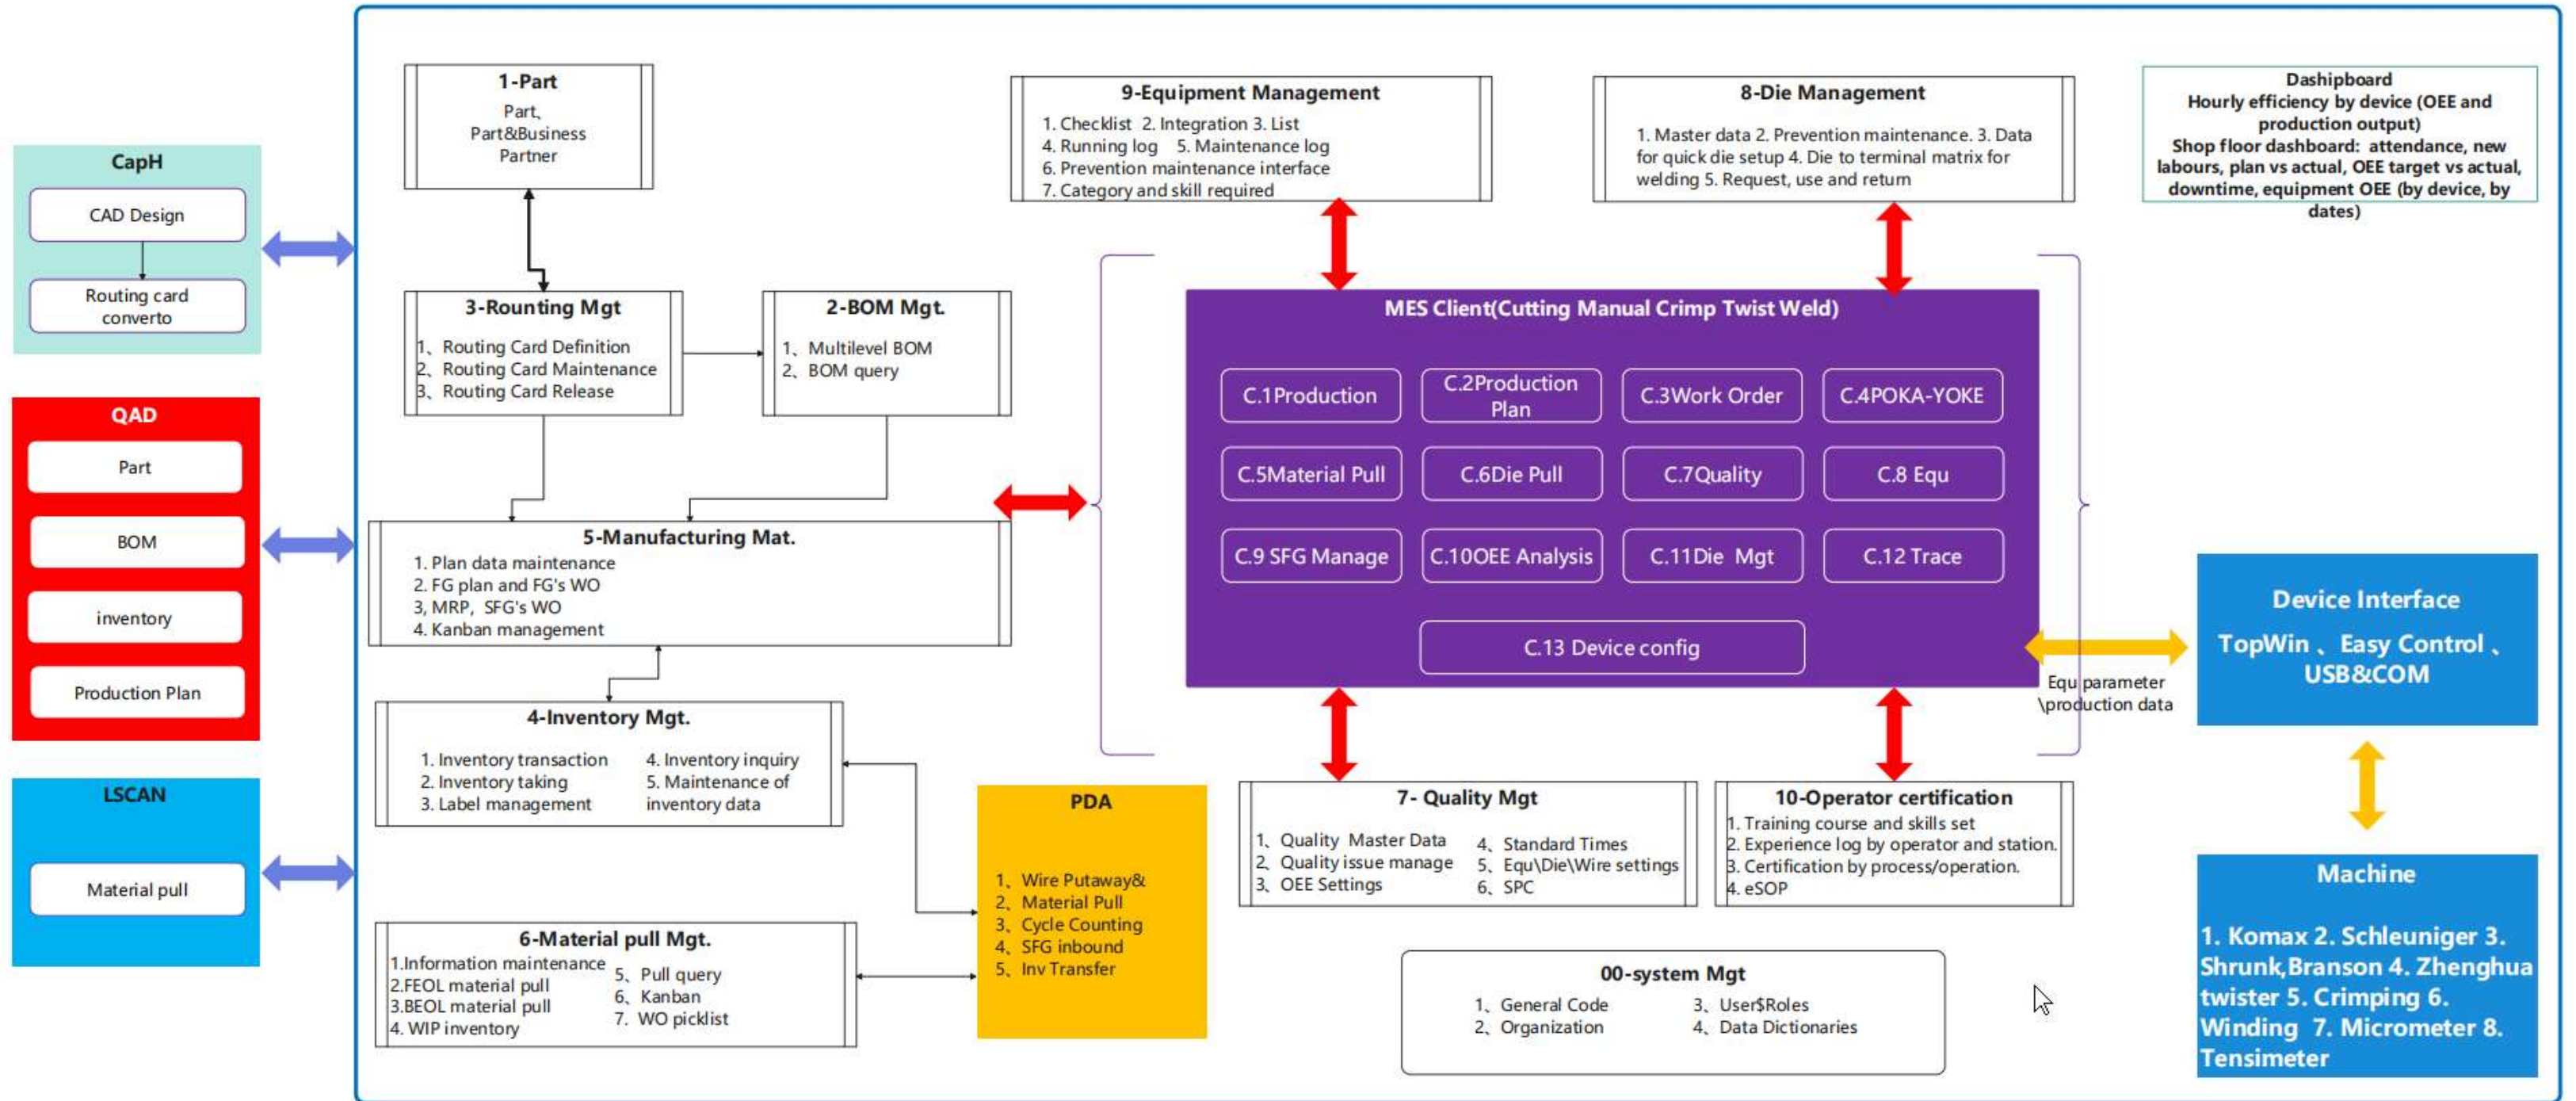 CapH
CAD Design
Routing card
converto
QAD
Part
BOM
inventory
Production Plan
LSCAN
Material pull
1-Part
Part、
Part&Business
Partner
3-Rounting Mgt
1、Routing Card Definition
2、Routing Card Maintenance
3、Routing Card Release
2-BOM Mgt.
1、Multilevel BOM
2、BOM query
5-Manufacturing Mat.
1. Plan data maintenance
2. FG plan and FG's WO
3, MRP, SFG's WO
4. Kanban management
4-Inventory Mgt.
1. Inventory transaction
2. Inventory taking
3. Label management
4. Inventory inquiry
5. Maintenance of
inventory data
6-Material pull Mgt.
1.Information maintenance
2.FEOL material pull
3.BEOL material pull
4. WIP inventory
5、Pull query
6、Kanban
7、WO picklist
PDA
1、Wire Putaway&
2、Material Pull
3、Cycle Counting
4、SFG inbound
5、Inv Transfer
9-Equipment Management
1. Checklist 2. Integration 3. List
4. Running log 5. Maintenance log
6. Prevention maintenance interface
7. Category and skill required
8-Die Management
1. Master data 2. Prevention maintenance. 3. Data
for quick die setup 4. Die to terminal matrix for
welding 5. Request, use and return
Dashipboard
Hourly efficiency by device (OEE and
production output)
Shop floor dashboard: attendance, new
labours, plan vs actual, OEE target vs actual,
downtime, equipment OEE (by device, by
dates)
MES Client(Cutting Manual Crimp Twist Weld)
C.1Production
C.2Production
Plan
C.3Work Order
C.4POKA-YOKE
C.5Material Pull
C.6Die Pull
C.7Quality
C.8 Equ
C.9 SFG Manage
C.10OEE Analysis
C.11Die Mgt
C.12 Trace
C.13 Device config
Equ parameter
\production data
Device Interface
TopWin 、Easy Control 、
USB&COM
7- Quality Mgt
1、Quality Master Data
2、Quality issue manage
3、OEE Settings
4、Standard Times
5、Equ\Die\Wire settings
6、SPC
10-Operator certification
1. Training course and skills set
2. Experience log by operator and station.
3. Certification by process/operation.
4. eSOP
00-system Mgt
1、General Code
2、Organization
3、User$Roles
4、Data Dictionaries
Machine
1. Komax 2. Schleuniger 3.
Shrunk,Branson 4. Zhenghua
twister 5. Crimping 6.
Winding 7. Micrometer 8.
Tensimeter